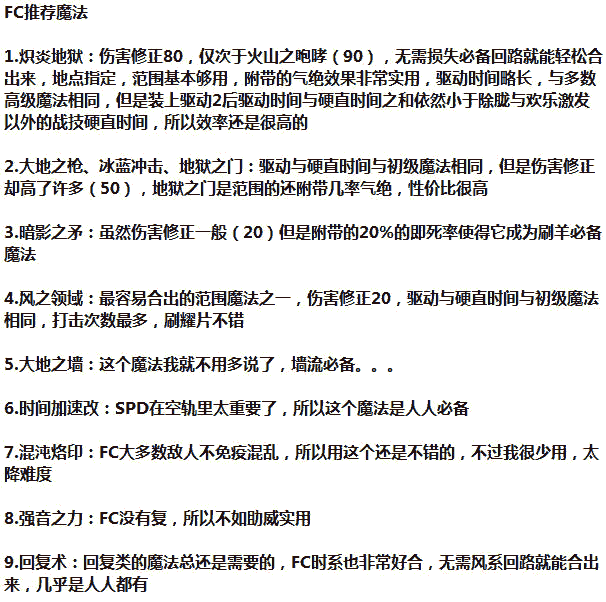 FC推荐魔法
1.炽炎地狱：伤害修正80，仅次于火山之咆哮（90），无需损失必备回路就能轻松合
出来，地点指定，范围基本够用，附带的气绝效果非常实用，驱动时间略长，与多数
高级魔法相同，但是装上驱动2后驱动时间与硬直时间之和依然小于除胧与欢乐激发
以外的战技硬直时间，所以效率还是很高的
2.大地之枪、冰蓝冲击、地狱之门：驱动与硬直时间与初级魔法相同，但是伤害修正
却高了许多（50），地狱之门是范围的还附带几率气绝，性价比很高
3.暗影之矛：虽然伤害修正一般（20）但是附带的20%的即死率使得它成为刷羊必备
魔法
4.风之领域：最容易合出的范围魔法之一，伤害修正20，驱动与硬直时间与初级魔法
相同，打击次数最多，刷耀片不错
5.大地之墙：这个魔法我就不用多说了，墙流必备。。。
6.时间加速改：SPD在空轨里太重要了，所以这个魔法是人人必备
7.混沌烙印：FC大多数敌人不免疫混乱，所以用这个还是不错的，不过我很少用，太
降难度
8.强音之力：FC没有复，所以不如助威实用
9.回复术：回复类的魔法总还是需要的，FC时系也非常好合，无需风系回路就能合出
来，几乎是人人都有